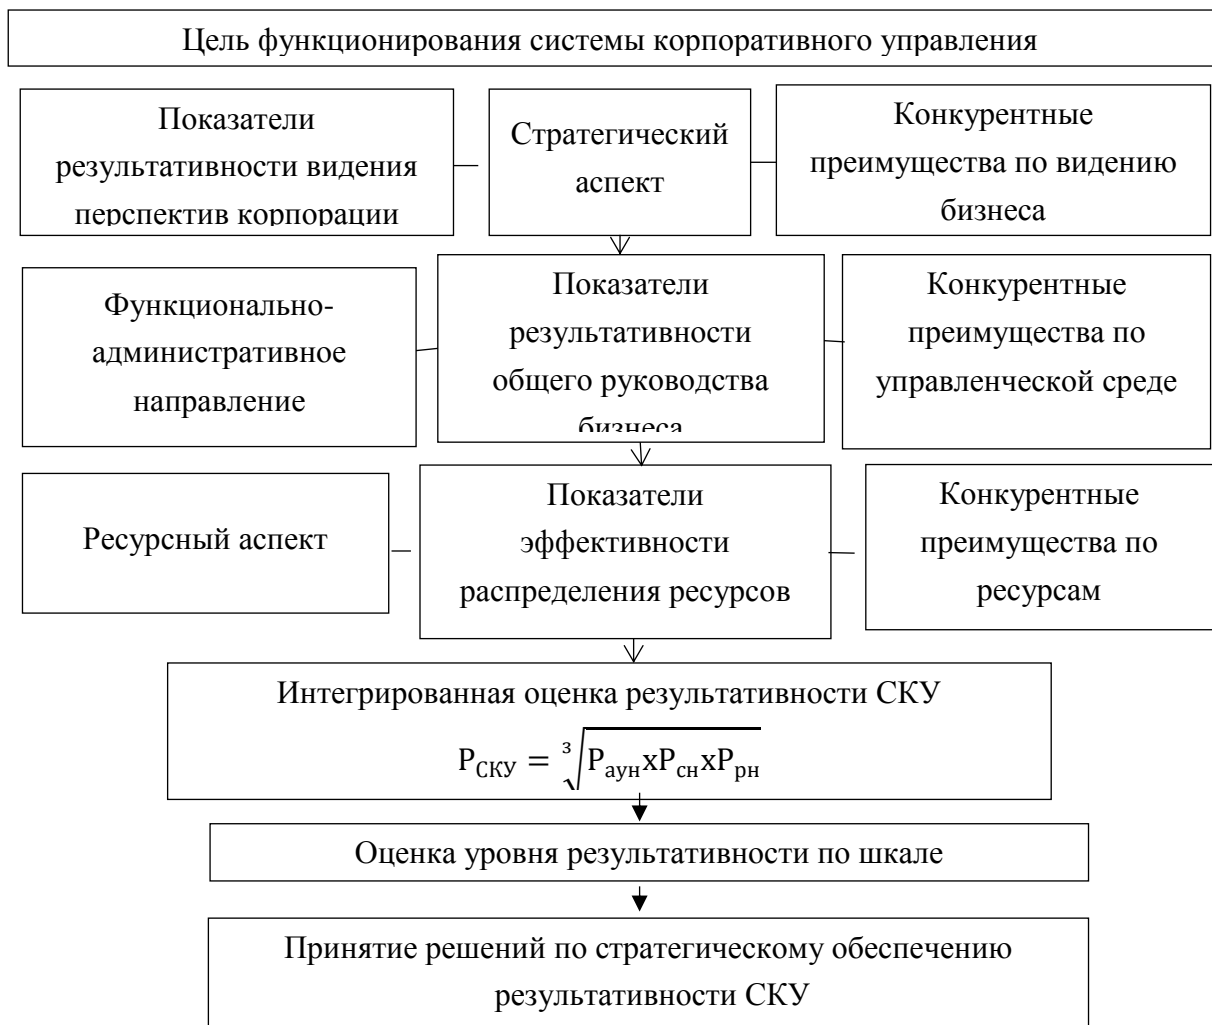 Цель функционирования системы корпоративного управления
Показатели
результативности видения
перспектив корпорации
Стратегический
аспект
Конкурентные
преимущества по видению
бизнеса
Функционально-
административное
направление
Показатели
результативности
общего руководства
бизнеса
Конкурентные
преимущества по
управленческой среде
Ресурсный аспект
Показатели
эффективности
распределения ресурсов
Конкурентные
преимущества по
ресурсам
Интегрированная оценка результативности СКУ
Р_СКУ = ∛(Р_аун х Р_сн х Р_рн)
Оценка уровня результативности по шкале
Принятие решений по стратегическому обеспечению
результативности СКУ